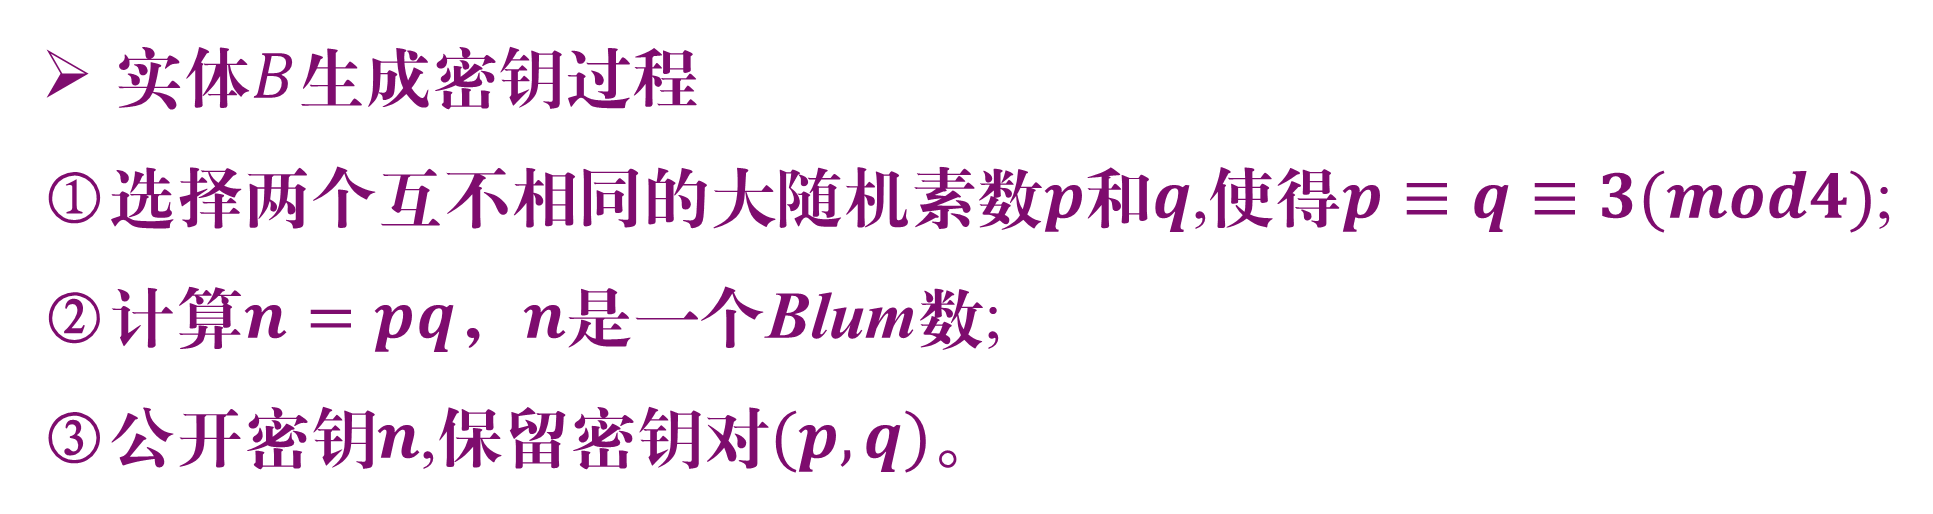 ➢ 实体B生成密钥过程
①选择两个互不相同的大随机素数p和q,使得p ≡ q ≡ 3(mod4);
②计算n = pq，n是一个Blum数;
③公开密钥n,保留密钥对(p,q)。